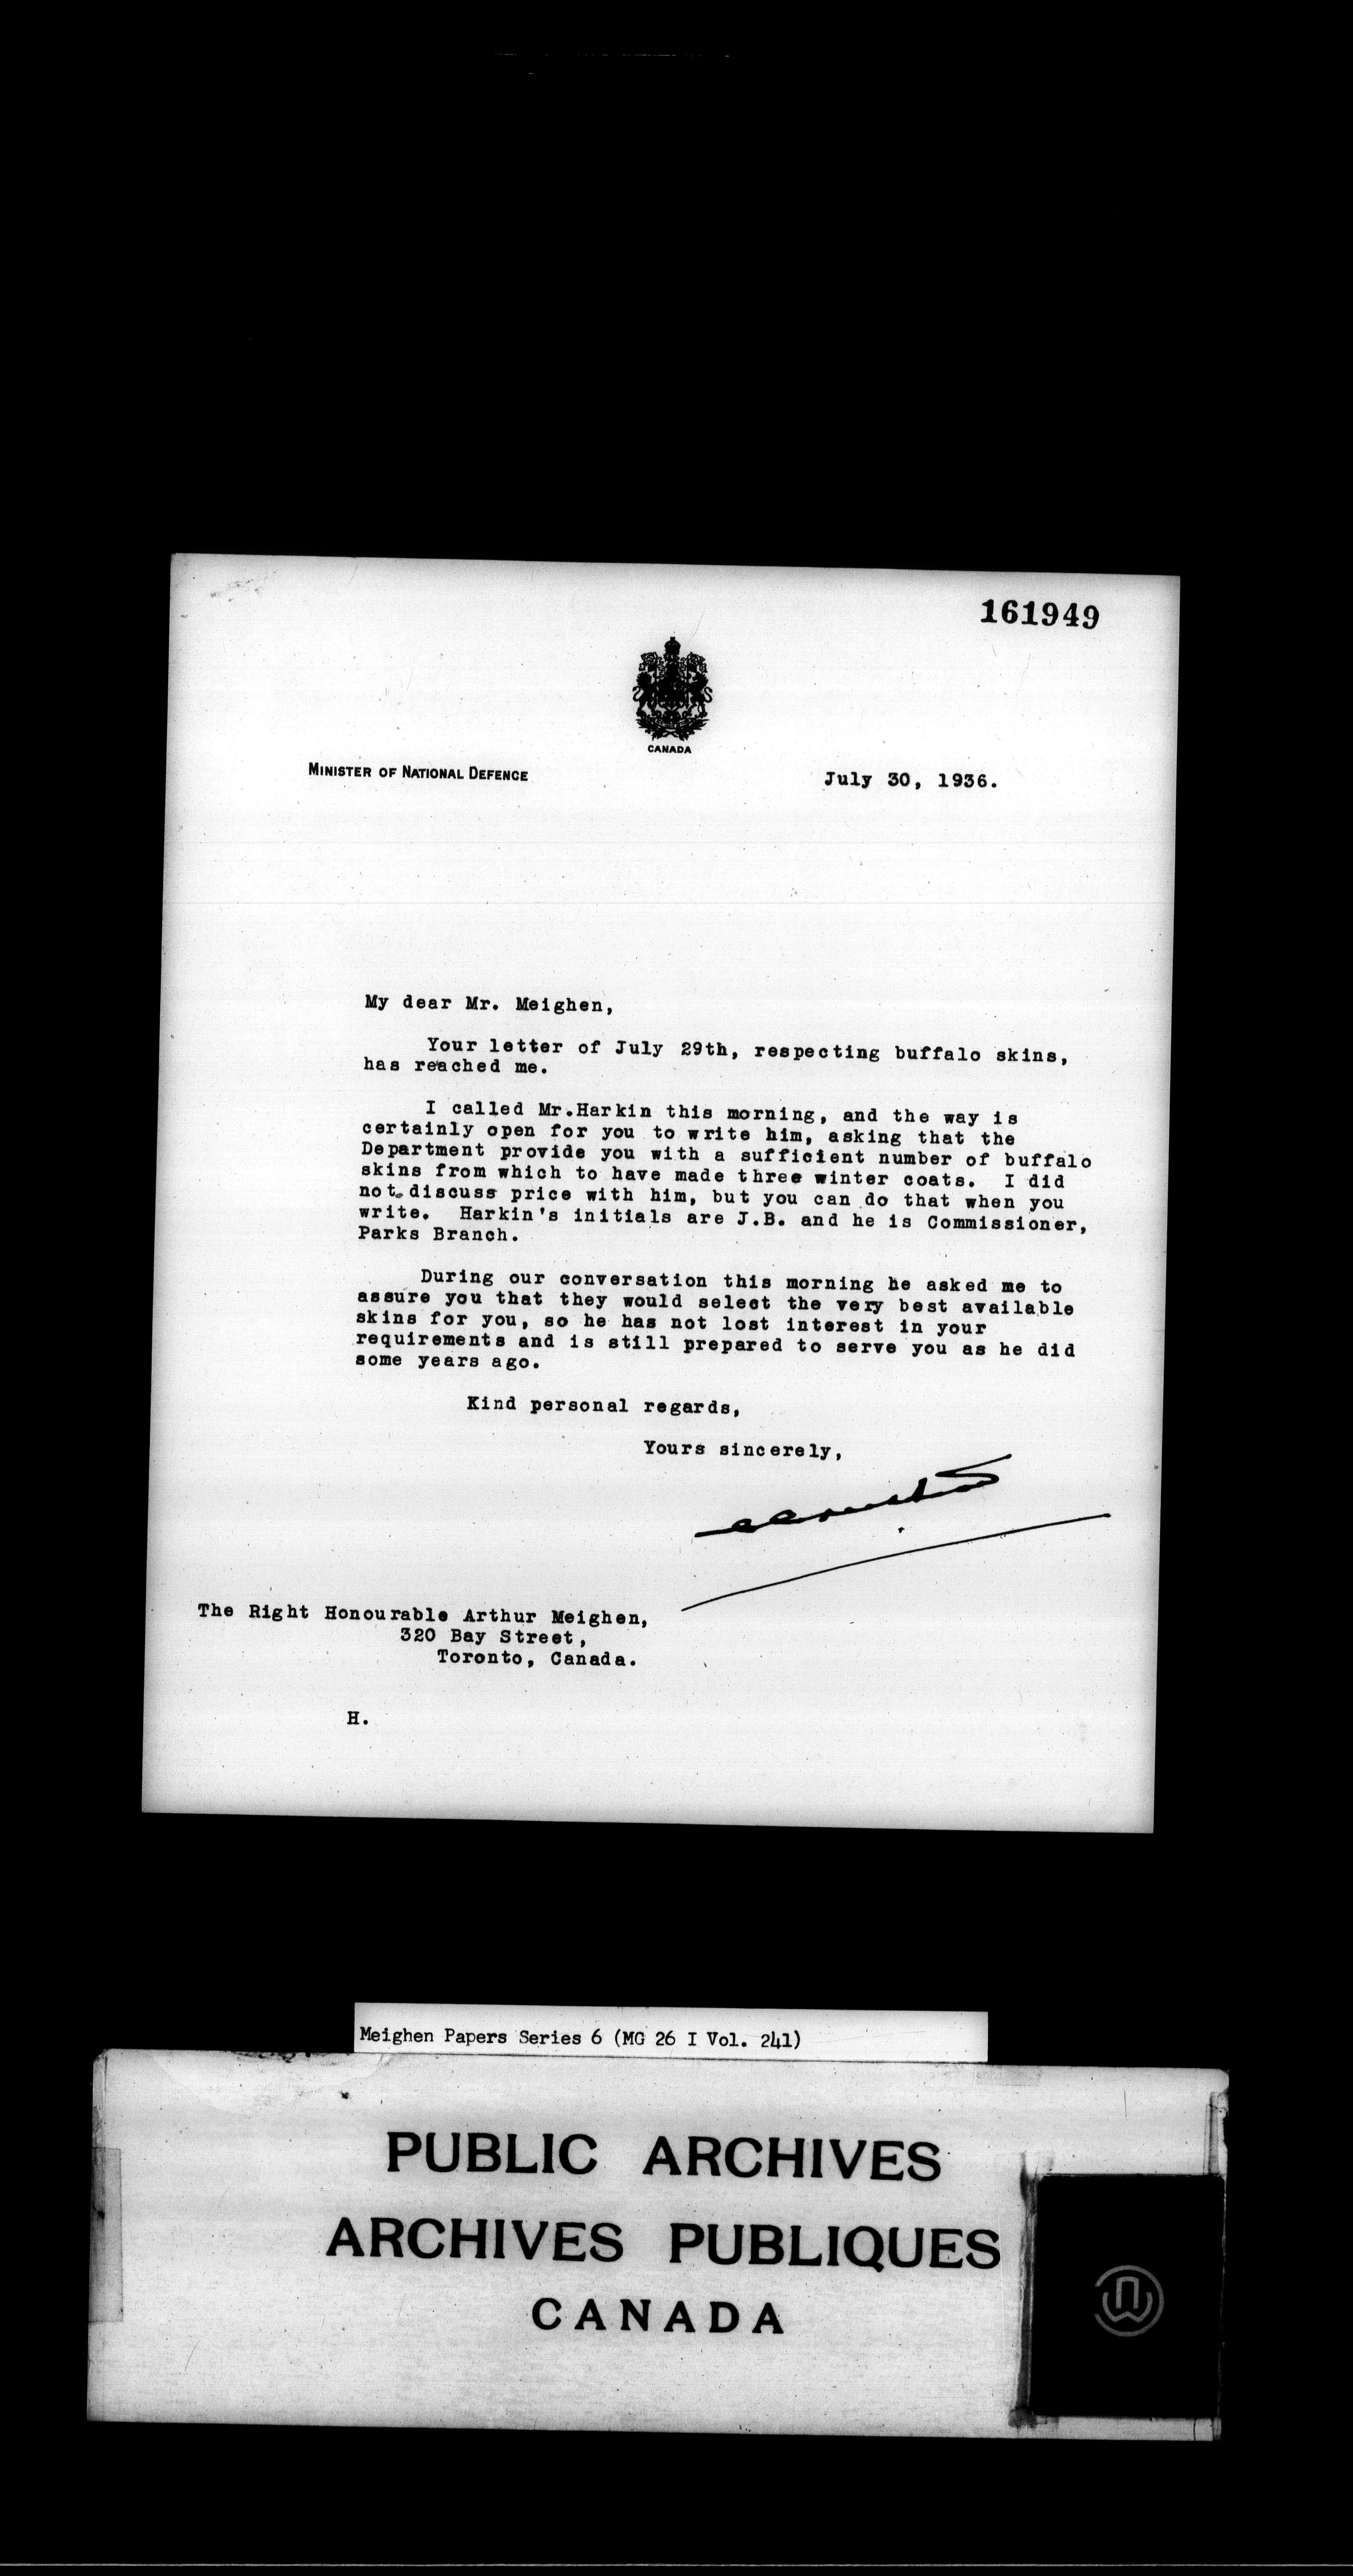 161949
CANADA
MINISTER OF NATIONAL DEFENCE
July 30, 1936.
My dear Mr. Meighen,
Your letter of July 29th, respecting buffalo skins,
has reached me.
I called Mr.Harkin this morning, and the way is
certainly open for you to write him, asking that the
Department provide you with a sufficient number of buffalo
skins from which to have made three winter coats. I did
not discuss price with him, but you can do that when you
write. Harkin's initials are J.B. and he is Commissioner,
Parks Branch.
During our conversation this morning he asked me to
assure you that they would select the very best available
skins for you, so he has not lost interest in your
requirements and is still prepared to serve you as he did
some years ago.
Kind personal regards,
Yours sincerely,
The Right Honourable Arthur Meighen,
320 Bay Street,
Toronto, Canada.
H.
Meighen Papers Series 6 (MG 26 I Vol. 241)
PUBLIC ARCHIVES
ARCHIVES PUBLIQUES
CANADA